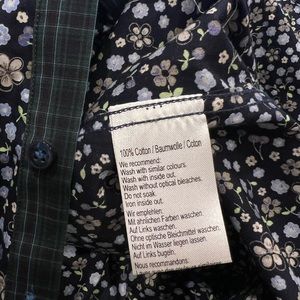 100% Cotton / Baumwolle / Coton
We recommend:
Wash with similar colours.
Wash with inside out.
Wash without optical bleaches.
Do not soak.
Iron inside out.
Wir empfehlen:
Mit ähnlichen Farben waschen
Auf Links waschen
Ohne optische Bleichmittel waschen
Nicht im Wasser liegen lassen
Auf Links bugeln.
Nous recommandons: